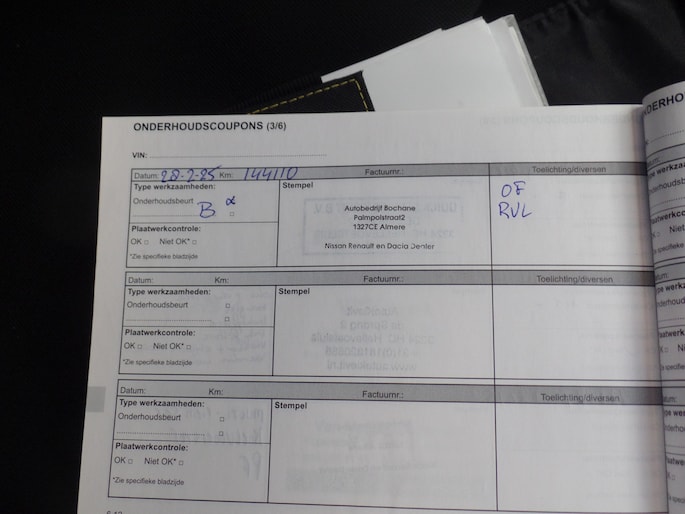 ONDERHOUDSCOUPONS (3/6)
VIN:
Datum: 28-2-25 Km: 144110 Factuurnr.: Toelichting/diversen
Type werkzaamheden: Stempel OF
Onderhoudsbeurt B α RVL
Autobedrijf Bochane
Palmpolstraat2
1327CE Almere
Nissan Renault en Dacia Dealer
Plaatwerkcontrole:
OK □ Niet OK* □
*Zie specifieke bladzijde
Datum: Km: Factuurnr.: Toelichting/diversen
Type werkzaamheden: Stempel
Onderhoudsbeurt □
□
Plaatwerkcontrole:
OK □ Niet OK* □
*Zie specifieke bladzijde
Datum: Km: Factuurnr.: Toelichting/diversen
Type werkzaamheden: Stempel
Onderhoudsbeurt □
□
Plaatwerkcontrole:
OK □ Niet OK* □
*Zie specifieke bladzijde